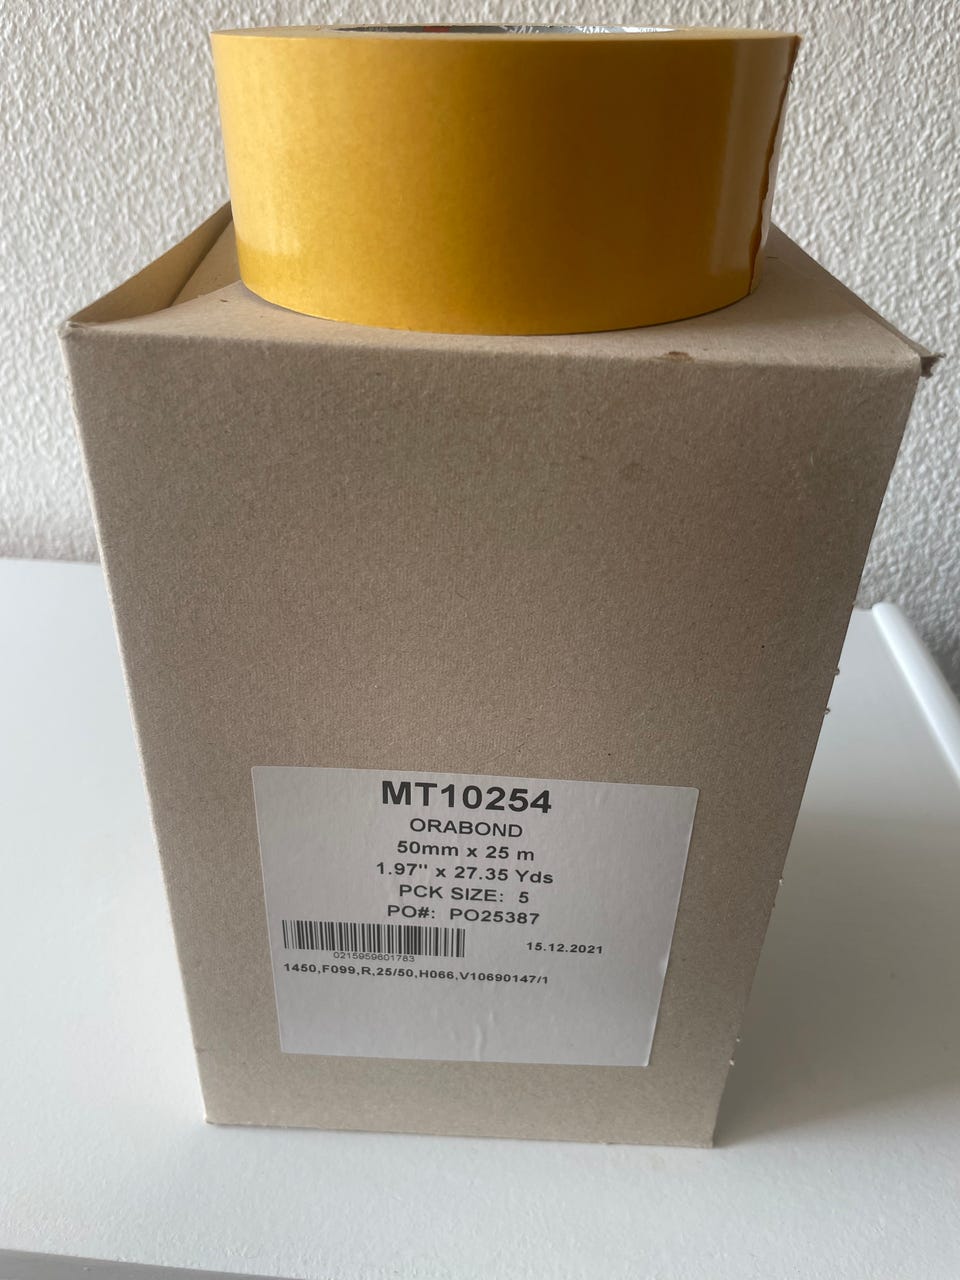 MT10254
ORABOND
50mm x 25 m
1.97" x 27.35 Yds
PCK SIZE: 5
PO#: PO25387
15.12.2021
0215959601783
1450,F099,R,25/50,H066,V10690147/1